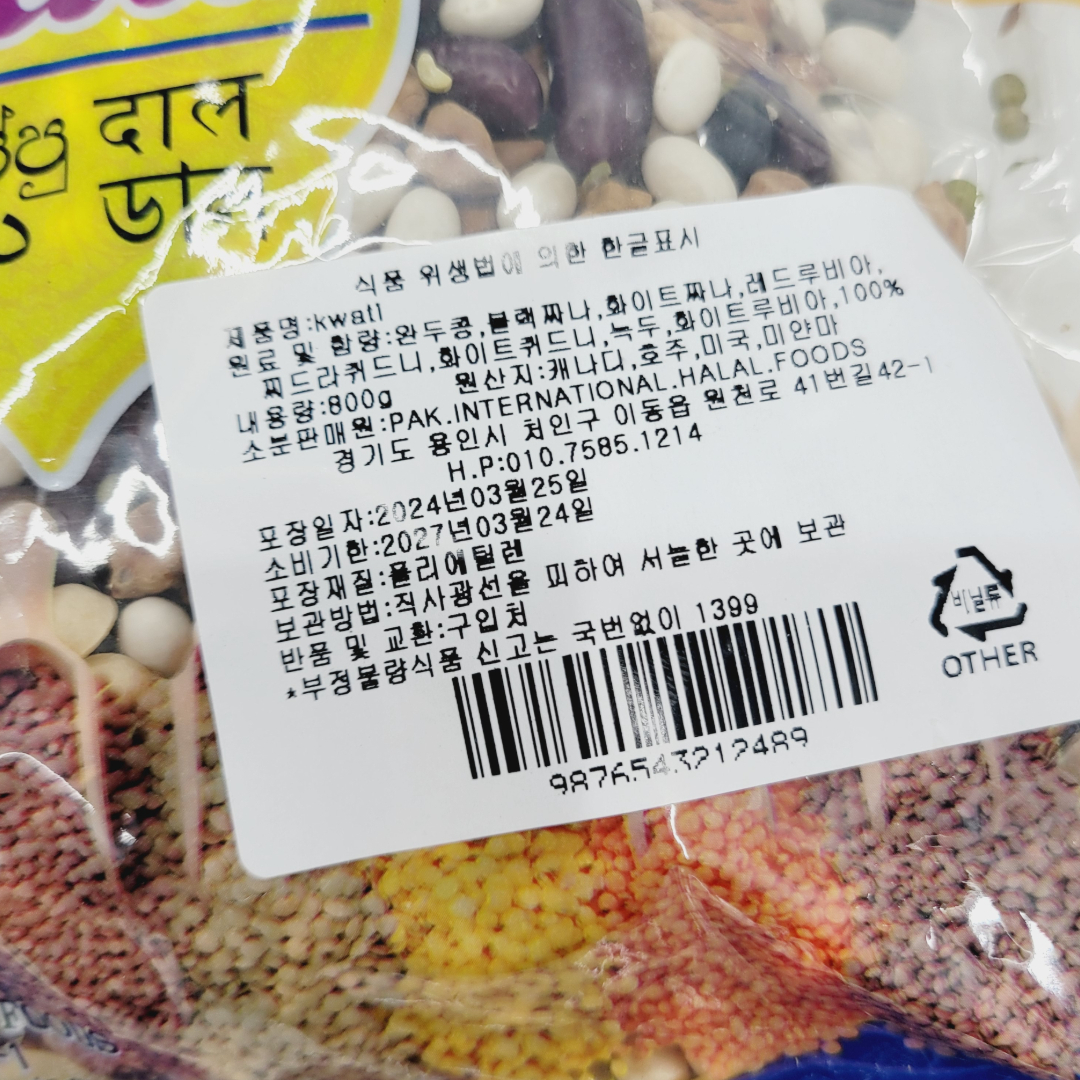 दाल
식품 위생법에 의한 한글표시
제품명:kwati
원료 및 함량:완두콩,블랙짜나,화이트짜나,레드루비아,
찌드라퀴드니,화이트퀴드니,녹두,화이트루비아,100%
내용량:800g 원산지:캐나다,호주,미국,미얀마
소분판매원:PAK.INTERNATIONAL.HALAL.FOODS
경기도 용인시 처인구 이동읍 원천로 41번길42-1
H.P:010.7585.1214
포장일자:2024년03월25일
소비기한:2027년03월24일
포장재질:폴리에틸렌
보관방법:직사광선을 피하여 서늘한 곳에 보관
반품 및 교환:구입처
*부정불량식품 신고는 국번없이 1399
9876543212489
비닐류
OTHER